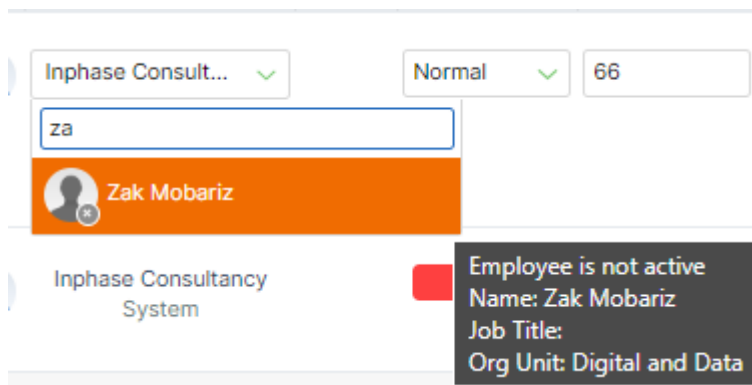 Inphase Consult...
Normal
66
za
Zak Mobariz
Inphase Consultancy
System
Employee is not active
Name: Zak Mobariz
Job Title:
Org Unit: Digital and Data